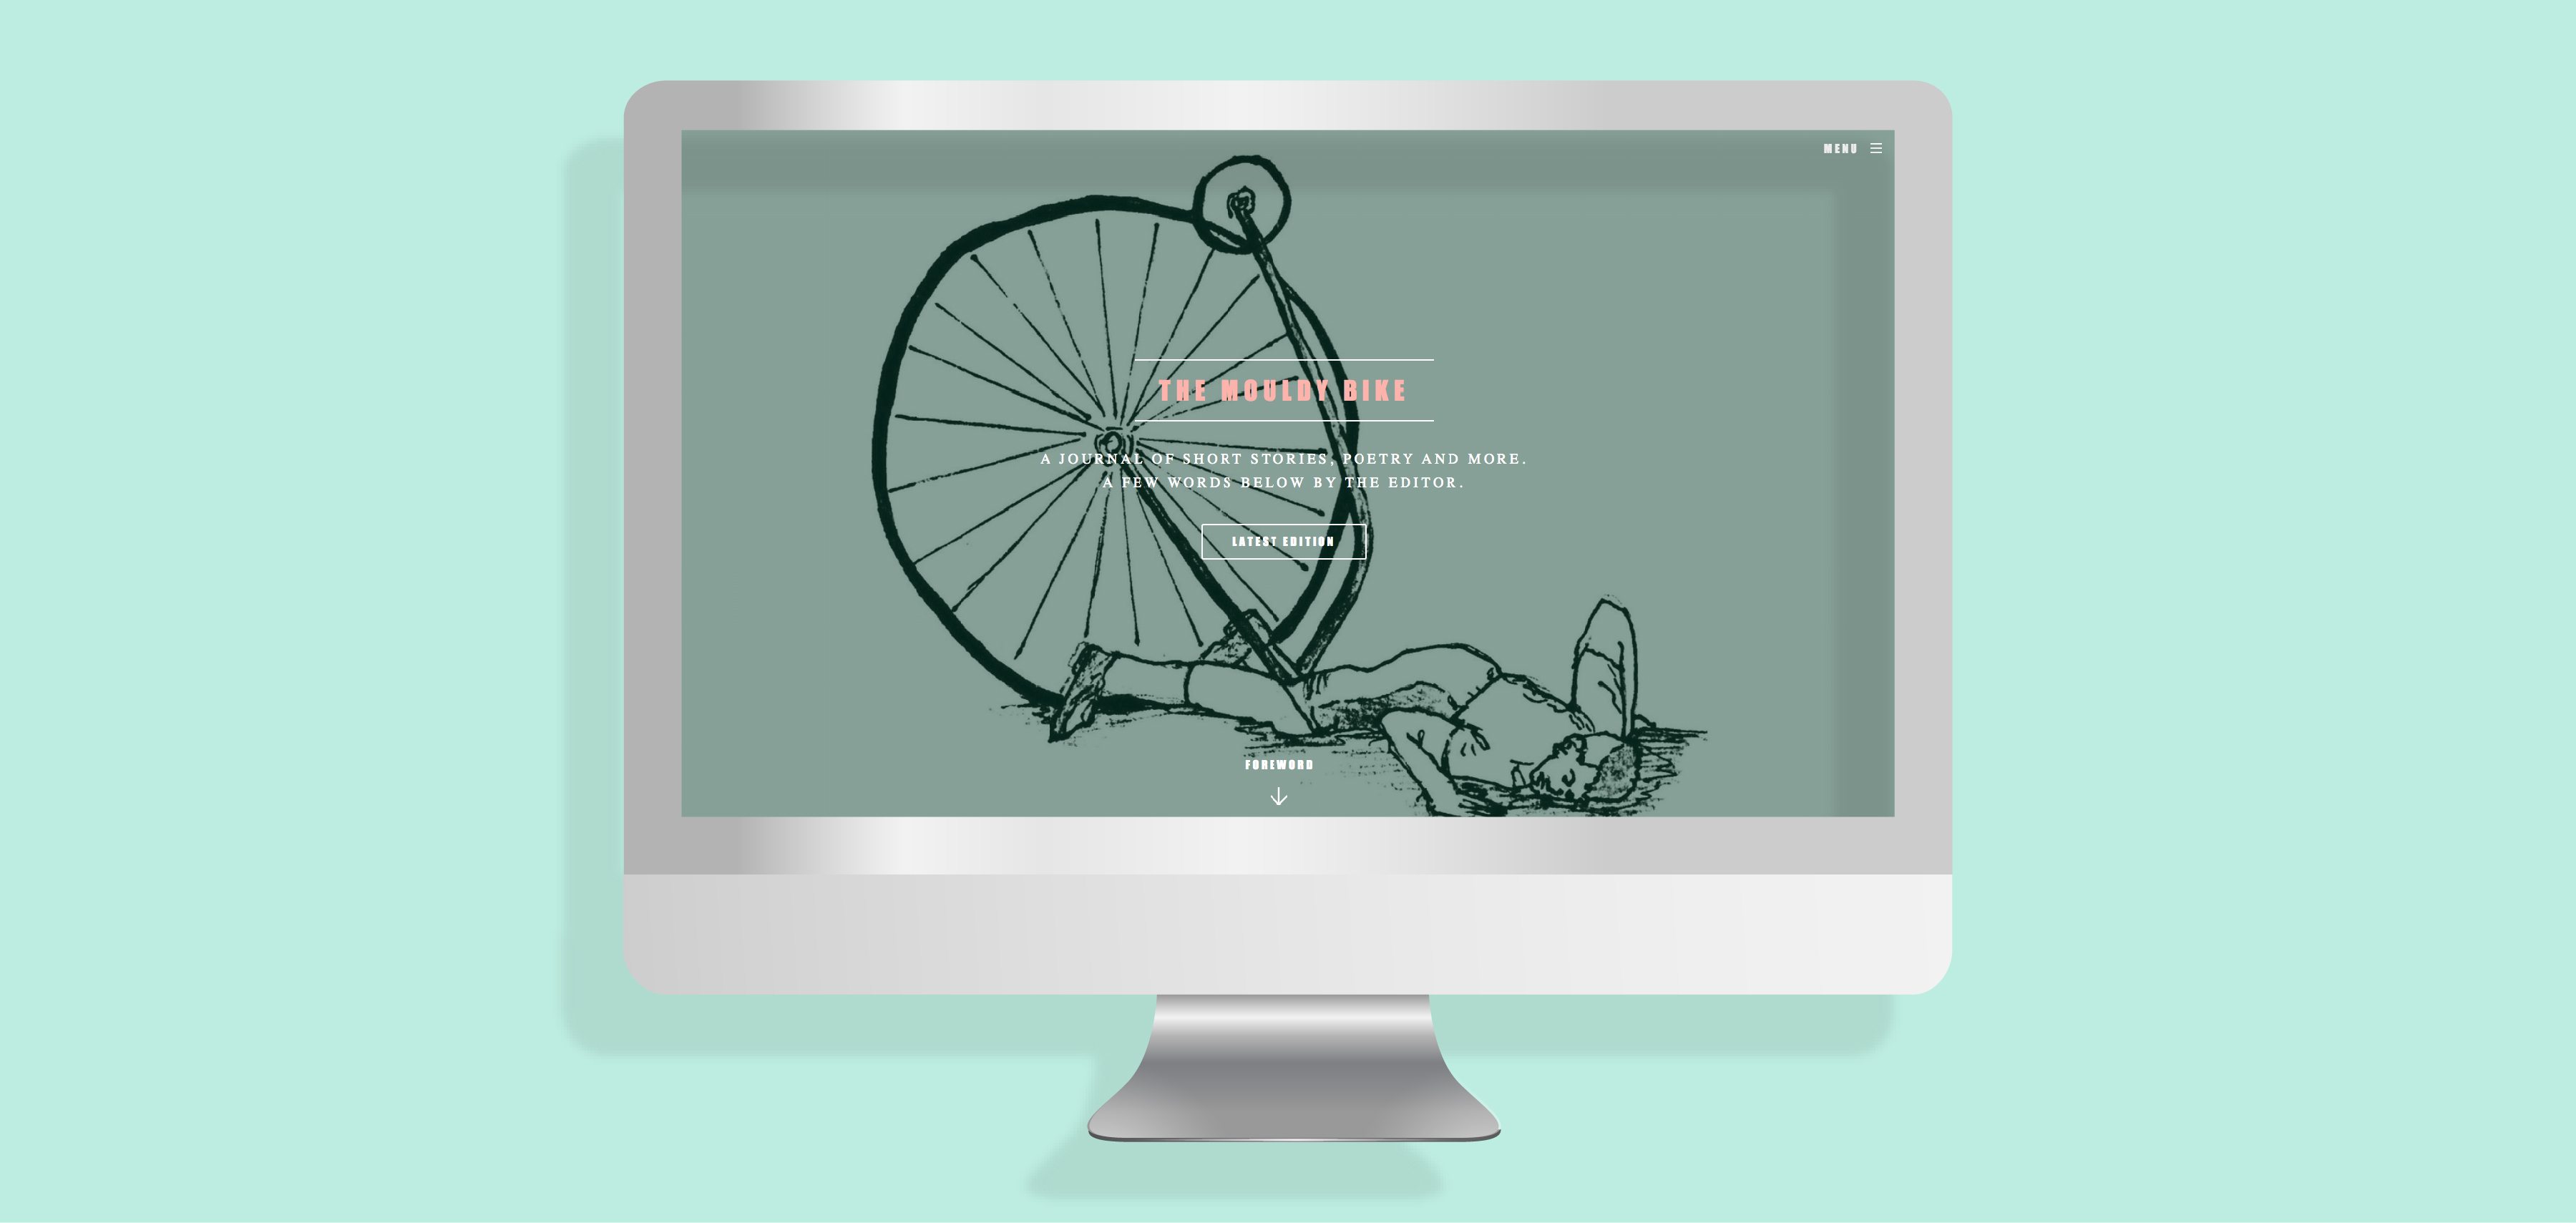 MENU
THE MOULDY BIKE
A JOURNAL OF SHORT STORIES, POETRY AND MORE.
A FEW WORDS BELOW BY THE EDITOR.
LATEST EDITION
FOREWORD